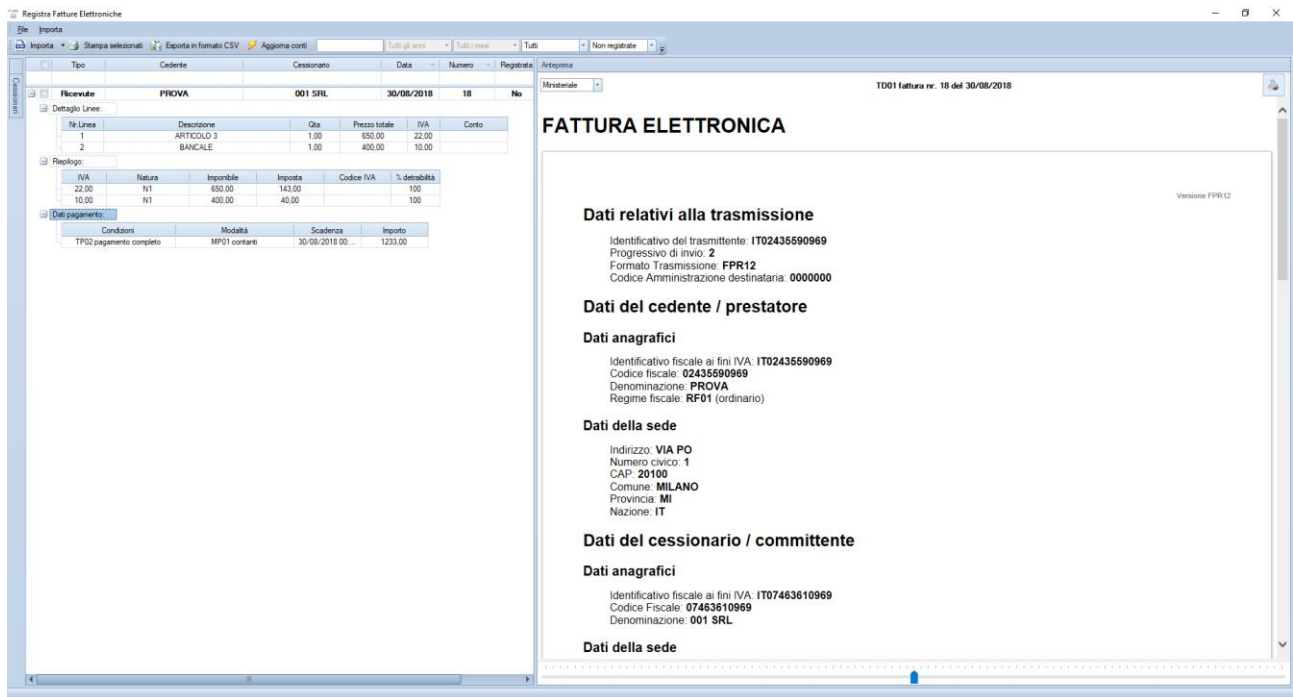 Registra Fatture Elettroniche
File Importa
Importa Stampa selezionati Esporta in formato CSV Aggiorna conti Tutti gli anni Tutti i mesi Tutti Non registrate
Cessionari
Tipo Cedente Cessionario Data Numero Registrata
Ricevute PROVA 001 SRL 30/08/2018 18 No
Dettaglio Linee:
Nr.Linea Descrizione Qta Prezzo totale IVA Conto
1 ARTICOLO 3 1,00 650,00 22,00
2 BANCALE 1,00 400,00 10,00
Riepilogo:
IVA Natura Imponibile Imposta Codice IVA % detraibilità
22,00 N1 650,00 143,00 100
10,00 N1 400,00 40,00 100
Dati pagamento:
Condizioni Modalità Scadenza Importo
TP02 pagamento completo MP01 contanti 30/08/2018 00:... 1233,00
Anteprima
Ministeriale
TD01 fattura nr. 18 del 30/08/2018
FATTURA ELETTRONICA
Versione FPR12
Dati relativi alla trasmissione
Identificativo del trasmittente: IT02435590969
Progressivo di invio: 2
Formato Trasmissione: FPR12
Codice Amministrazione destinataria: 0000000
Dati del cedente / prestatore
Dati anagrafici
Identificativo fiscale ai fini IVA: IT02435590969
Codice fiscale: 02435590969
Denominazione: PROVA
Regime fiscale: RF01 (ordinario)
Dati della sede
Indirizzo: VIA PO
Numero civico: 1
CAP: 20100
Comune: MILANO
Provincia: MI
Nazione: IT
Dati del cessionario / committente
Dati anagrafici
Identificativo fiscale ai fini IVA: IT07463610969
Codice Fiscale: 07463610969
Denominazione: 001 SRL
Dati della sede